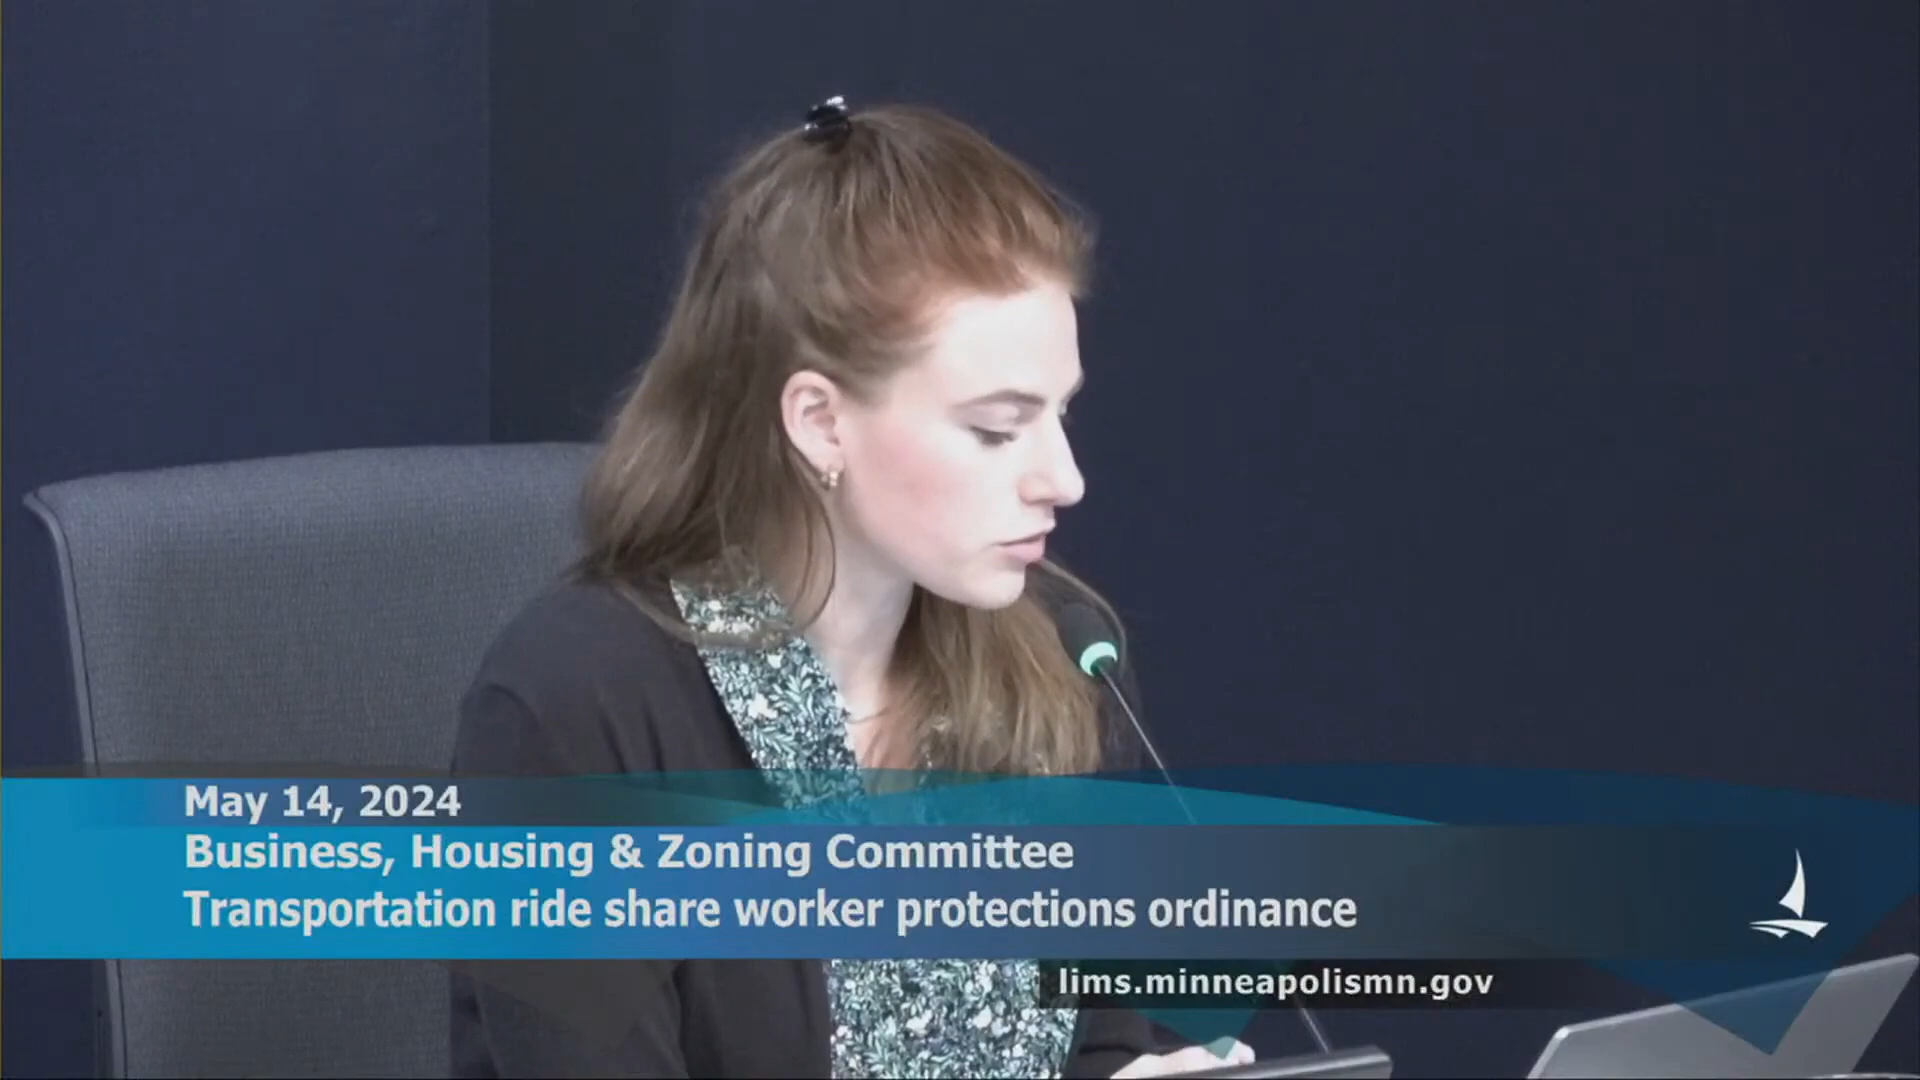 May 14, 2024
Business, Housing & Zoning Committee
Transportation ride share worker protections ordinance
lims.minneapolismn.gov